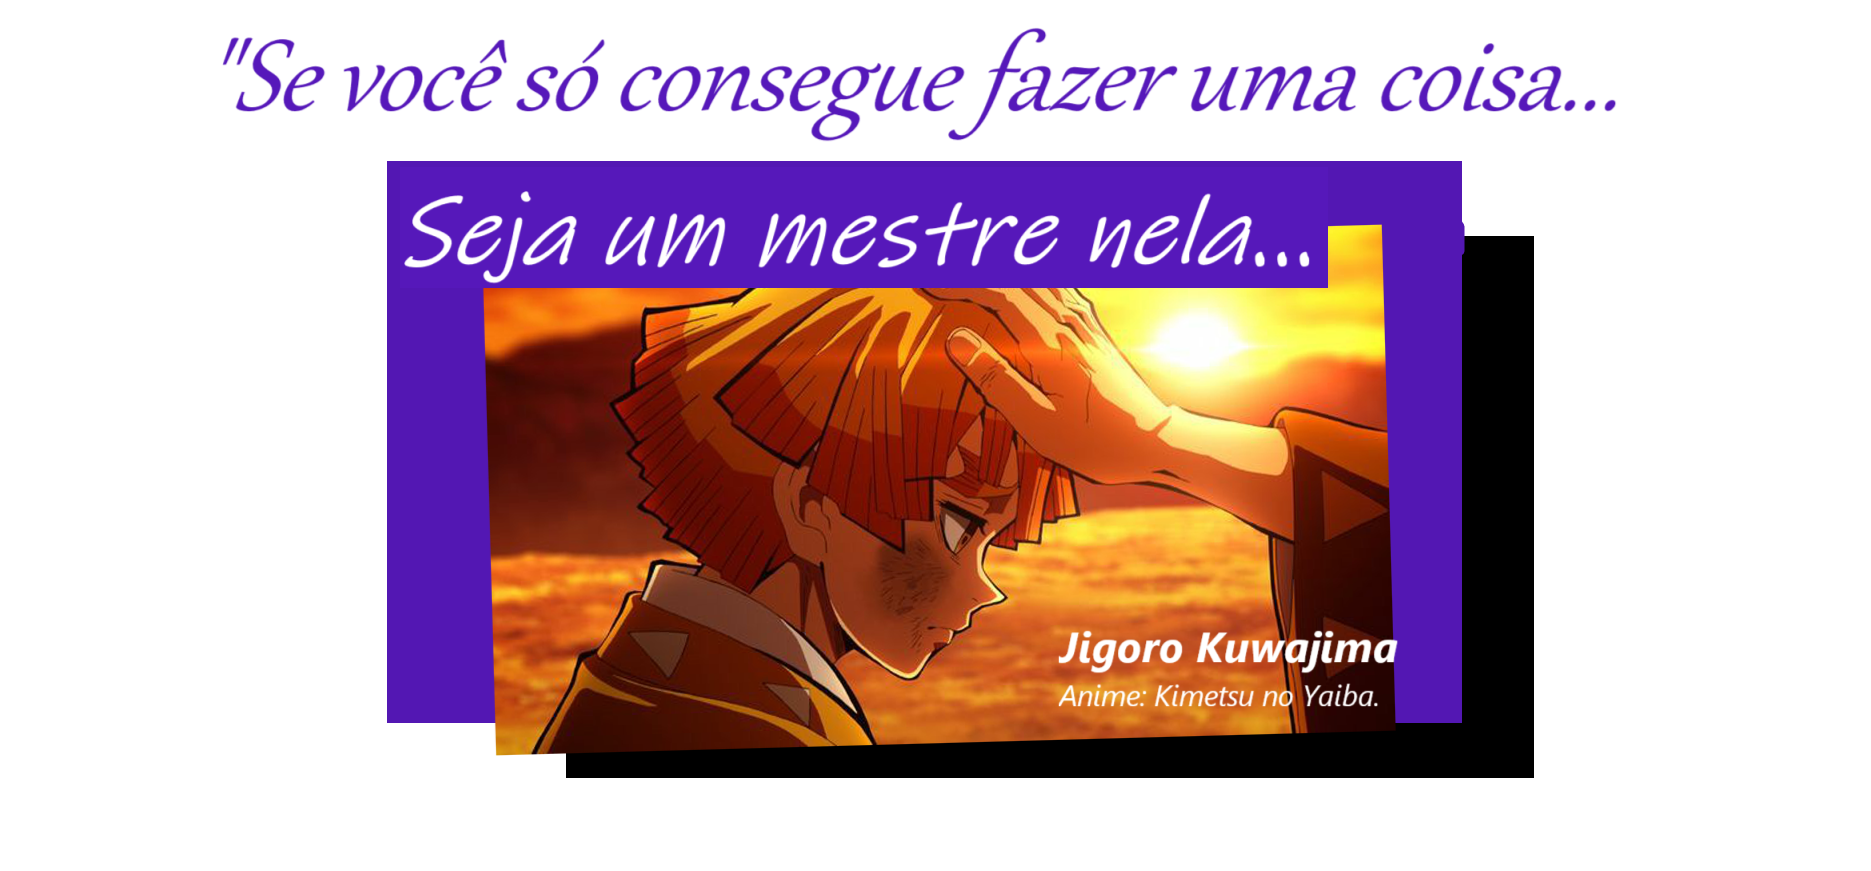 "Se você só consegue fazer uma coisa...
Seja um mestre nela...
Jigoro Kuwajima
Anime: Kimetsu no Yaiba.